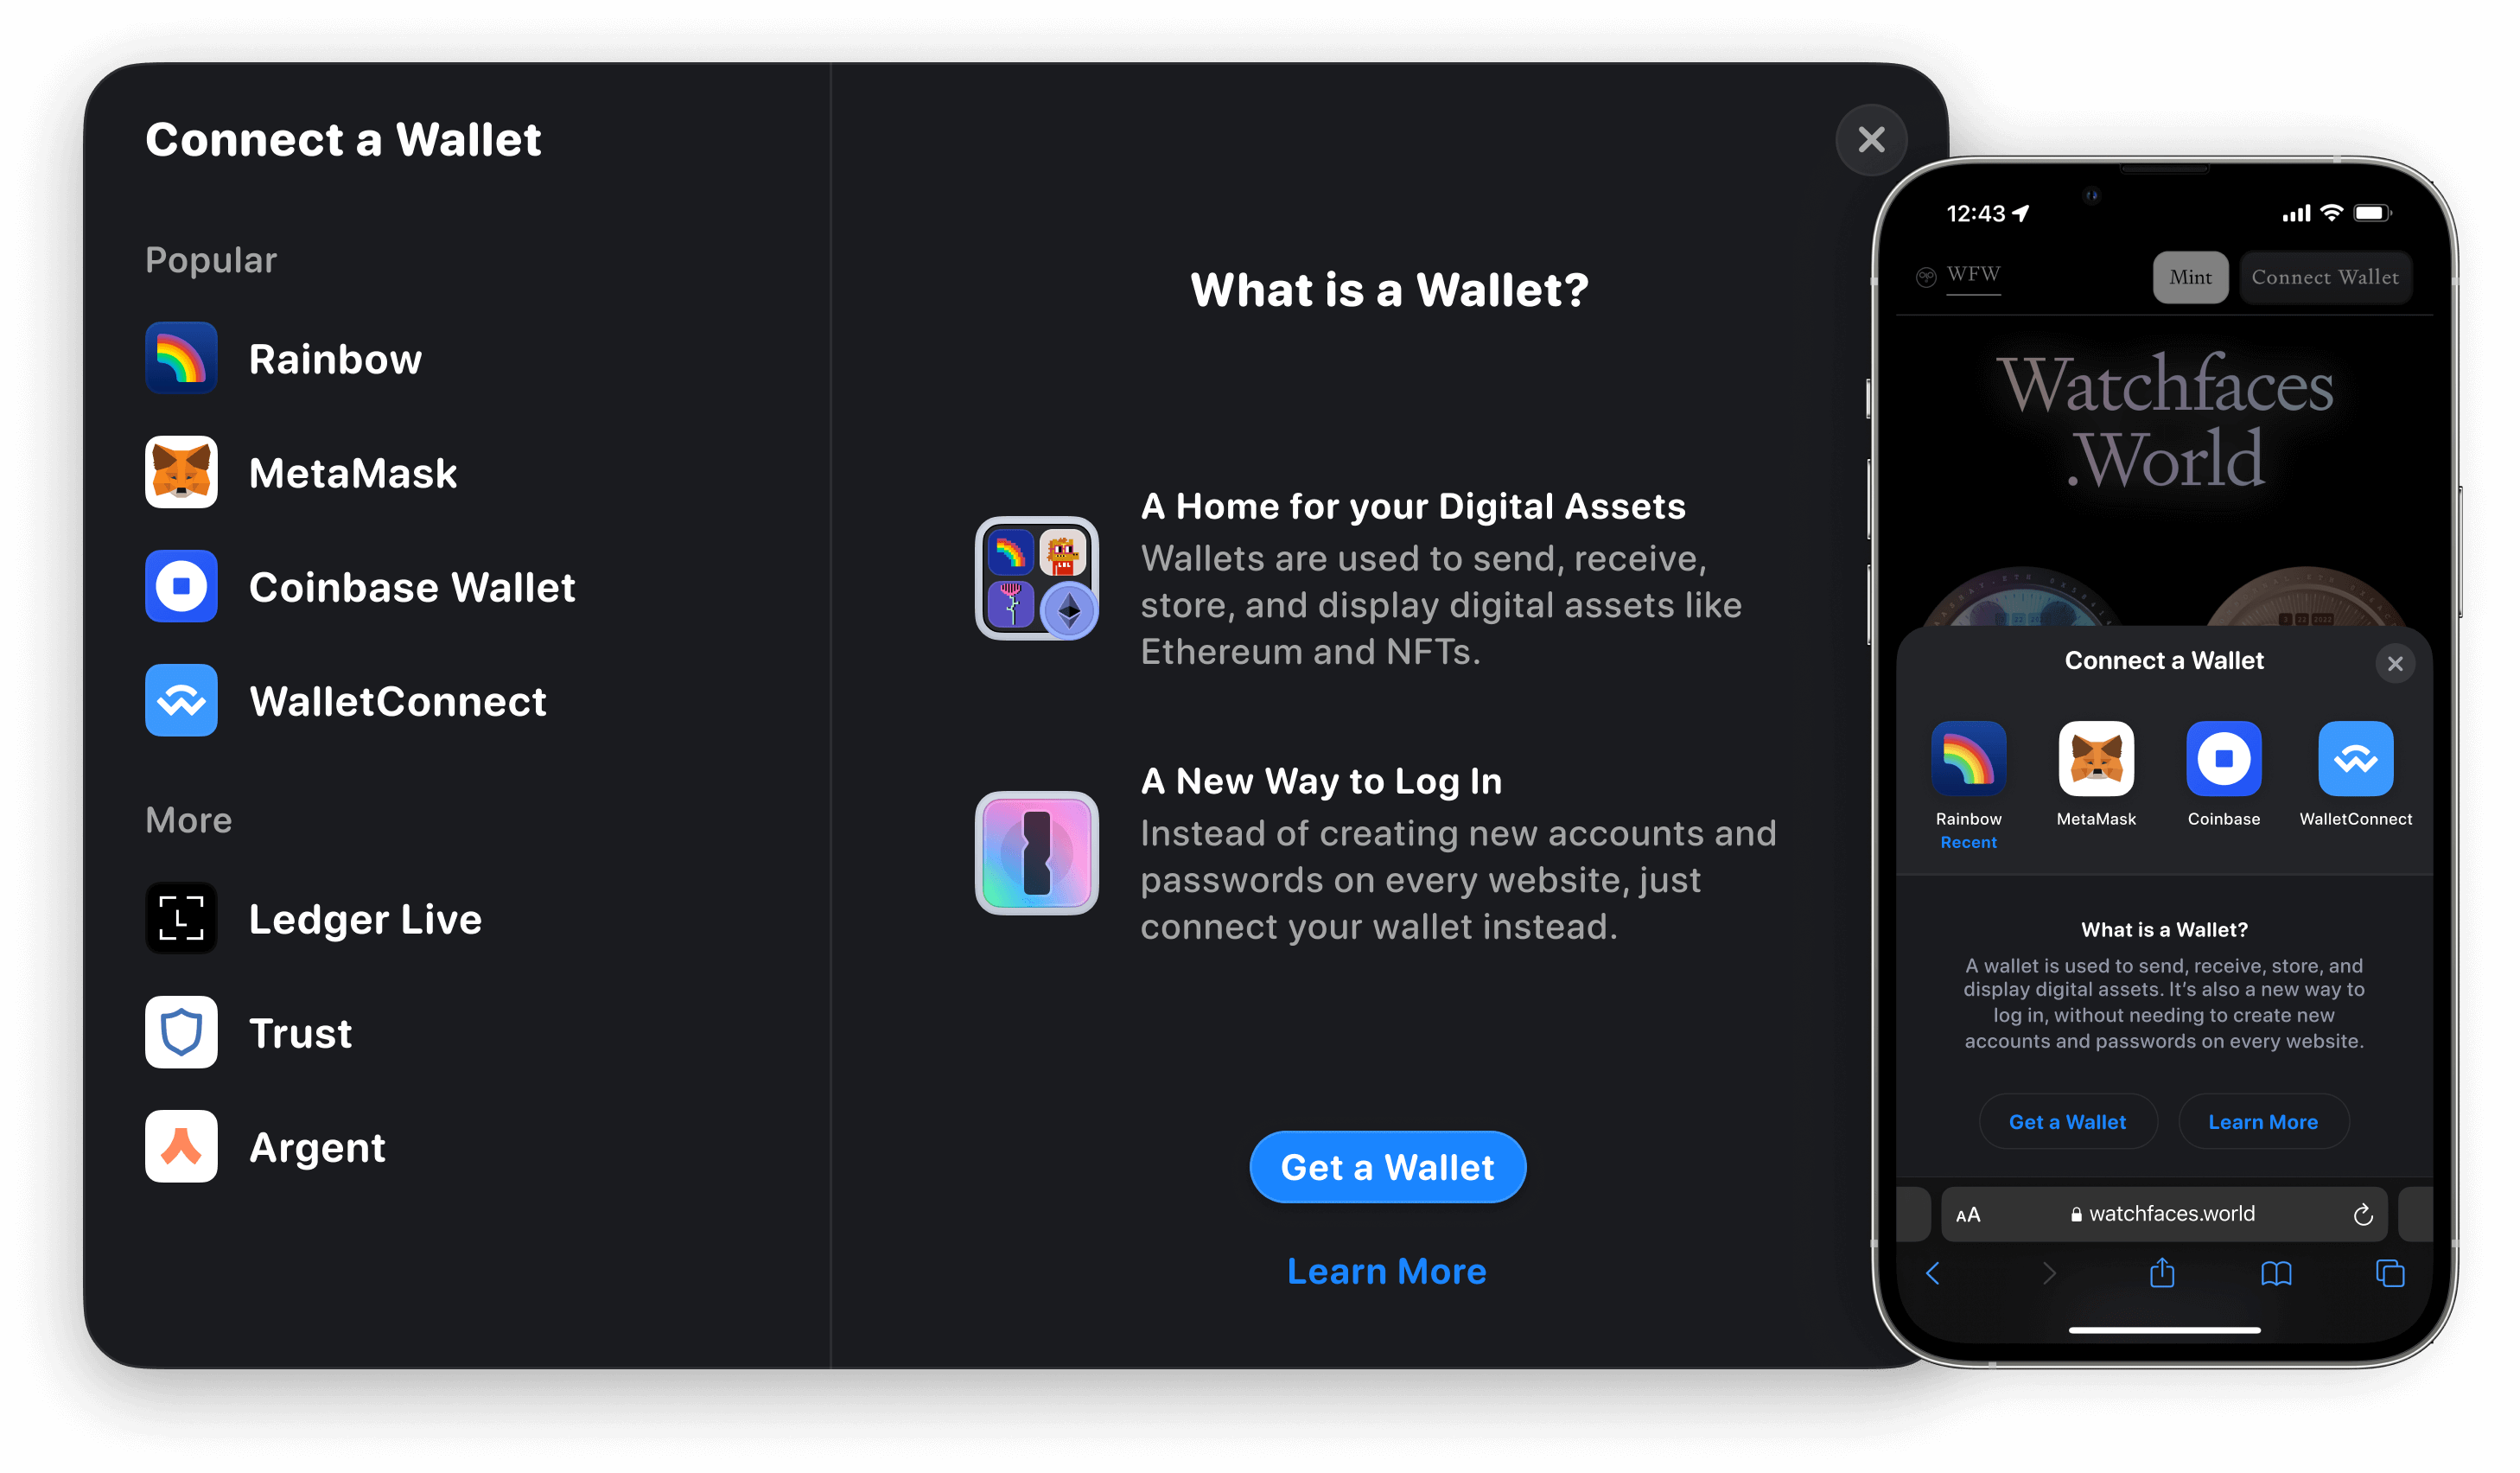 Connect a Wallet
Popular
Rainbow
MetaMask
Coinbase Wallet
WalletConnect
More
L
Ledger Live
Trust
Argent
What is a Wallet?
A Home for your Digital Assets
Wallets are used to send, receive,
store, and display digital assets like
Ethereum and NFTs.
A New Way to Log In
Instead of creating new accounts and
passwords on every website, just
connect your wallet instead.
Get a Wallet
Learn More
12:43
WFW
Mint
Connect Wallet
Watchfaces
.World
Connect a Wallet
Rainbow
Recent
MetaMask
Coinbase
WalletConnect
What is a Wallet?
A wallet is used to send, receive, store, and
display digital assets. It’s also a new way to
log in, without needing to create new
accounts and passwords on every website.
Get a Wallet
Learn More
AA
watchfaces.world